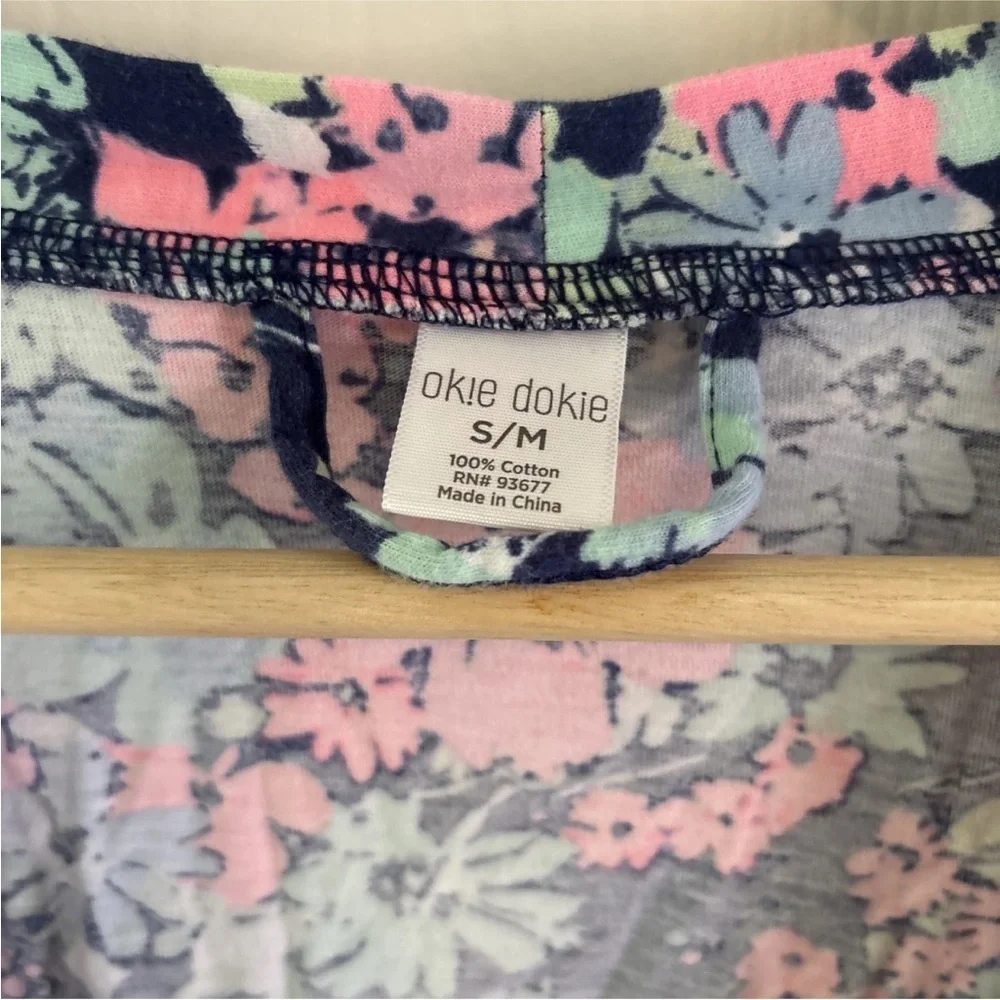 ok!e dokie
S/M
100% Cotton
RN# 93677
Made in China